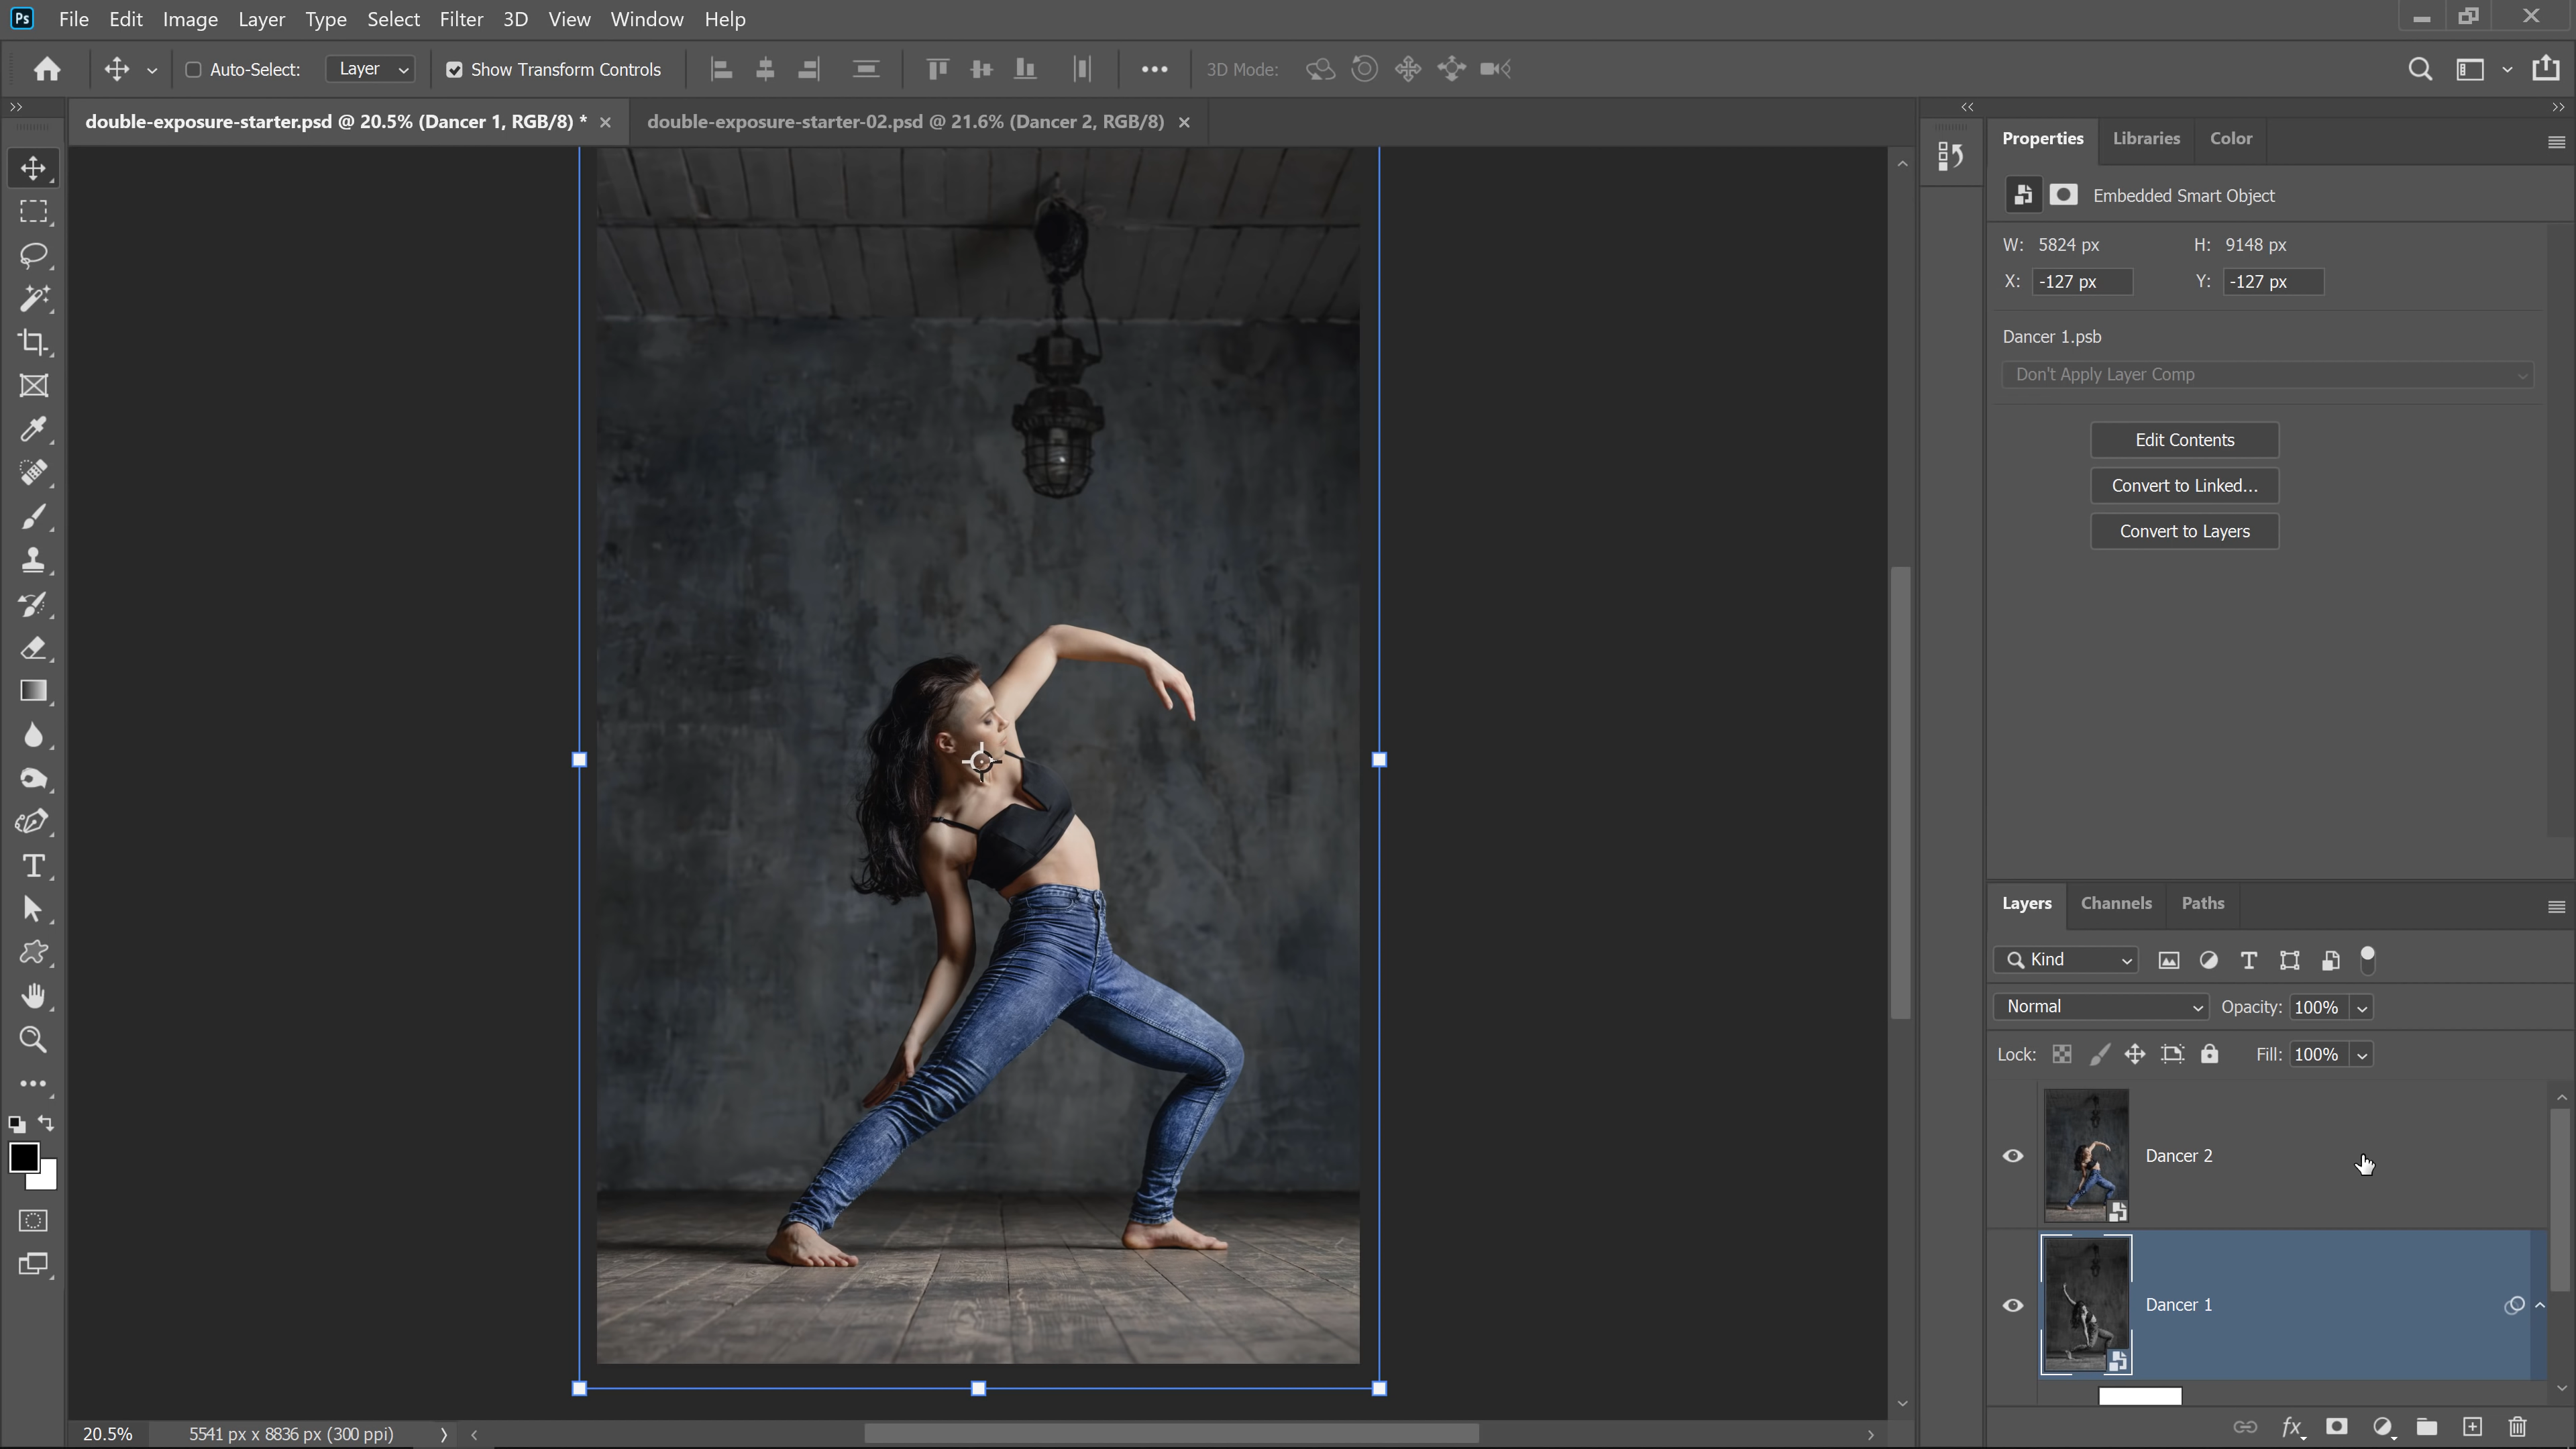 Ps File Edit Image Layer Type Select Filter 3D View Window Help
Auto-Select: Layer Show Transform Controls 3D Mode:
double-exposure-starter.psd @ 20.5% (Dancer 1, RGB/8) * double-exposure-starter-02.psd @ 21.6% (Dancer 2, RGB/8)
Properties Libraries Color
Embedded Smart Object
W: 5824 px H: 9148 px
X: -127 px Y: -127 px
Dancer 1.psb
Don't Apply Layer Comp
Edit Contents
Convert to Linked...
Convert to Layers
Layers Channels Paths
Kind
Normal Opacity: 100%
Lock: Fill: 100%
Dancer 2
Dancer 1
fx
20.5% 5541 px x 8836 px (300 ppi)